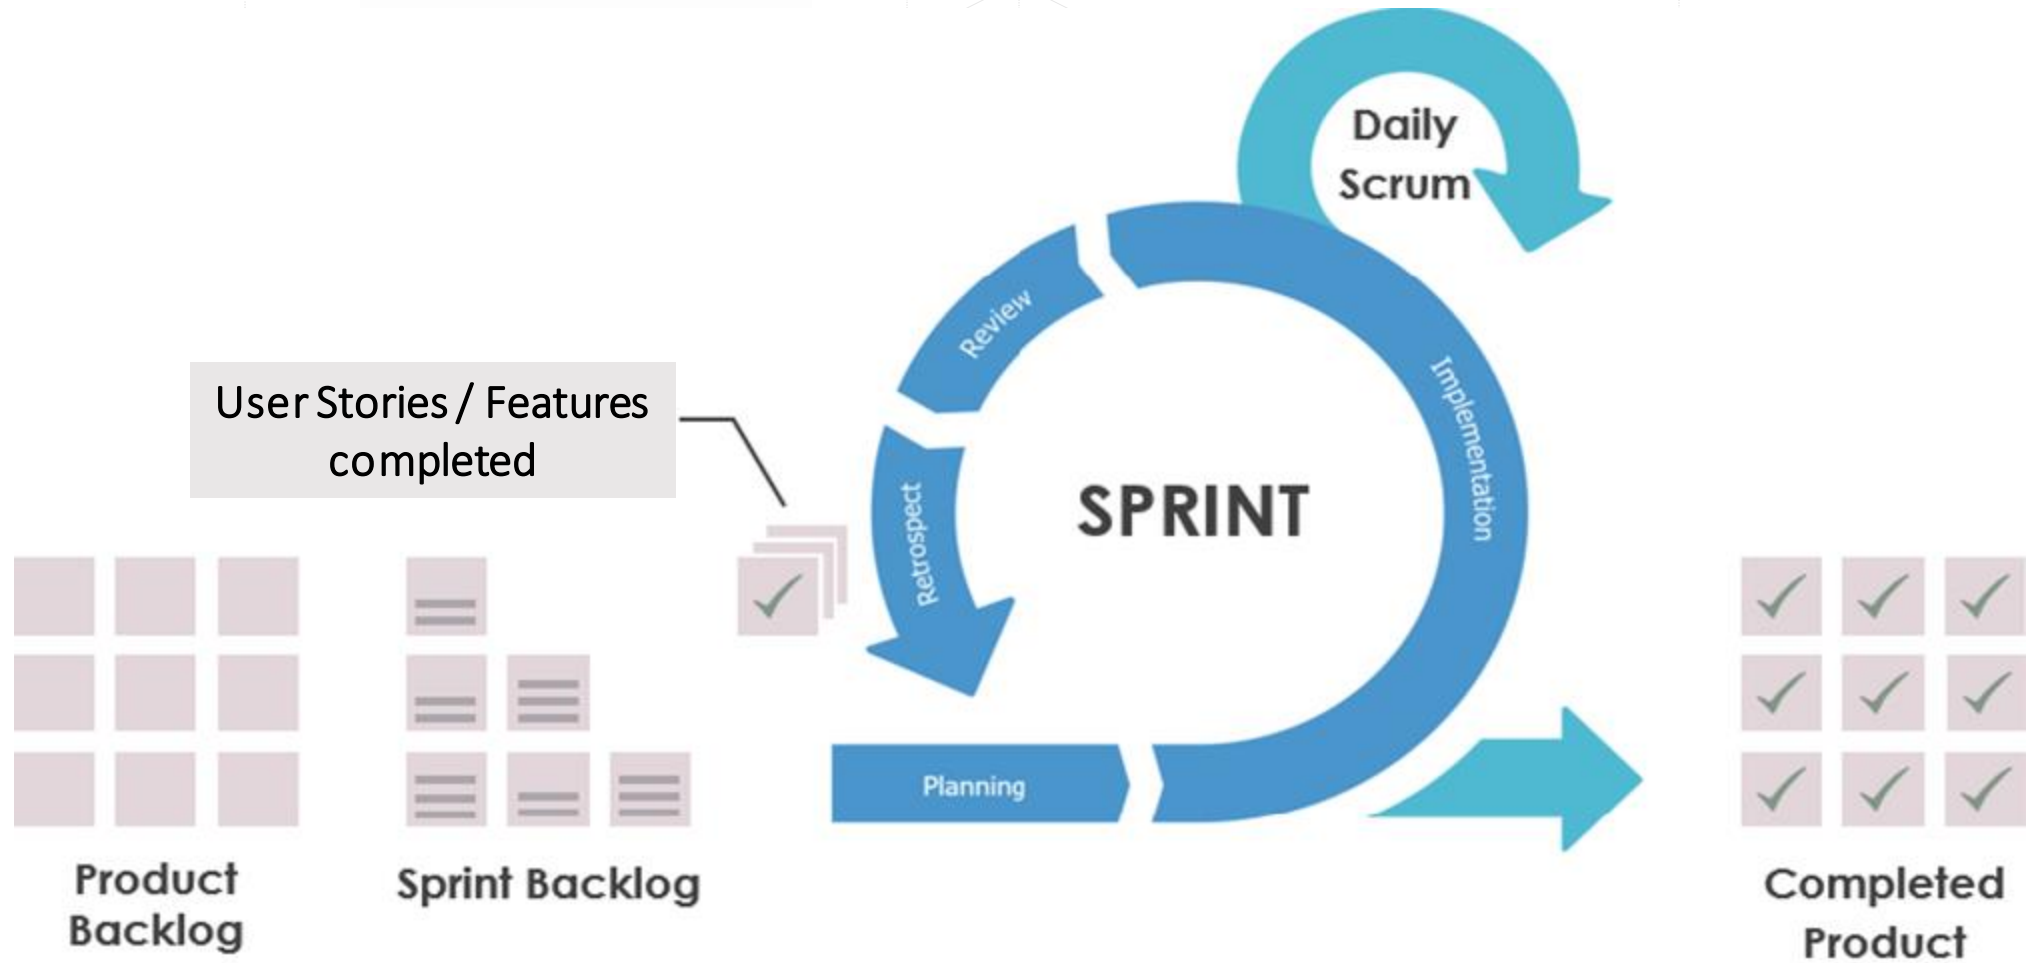 Daily
Scrum
Review
Implementation
User Stories / Features
completed
Retrospect
SPRINT
Planning
Product
Backlog
Sprint Backlog
Completed
Product